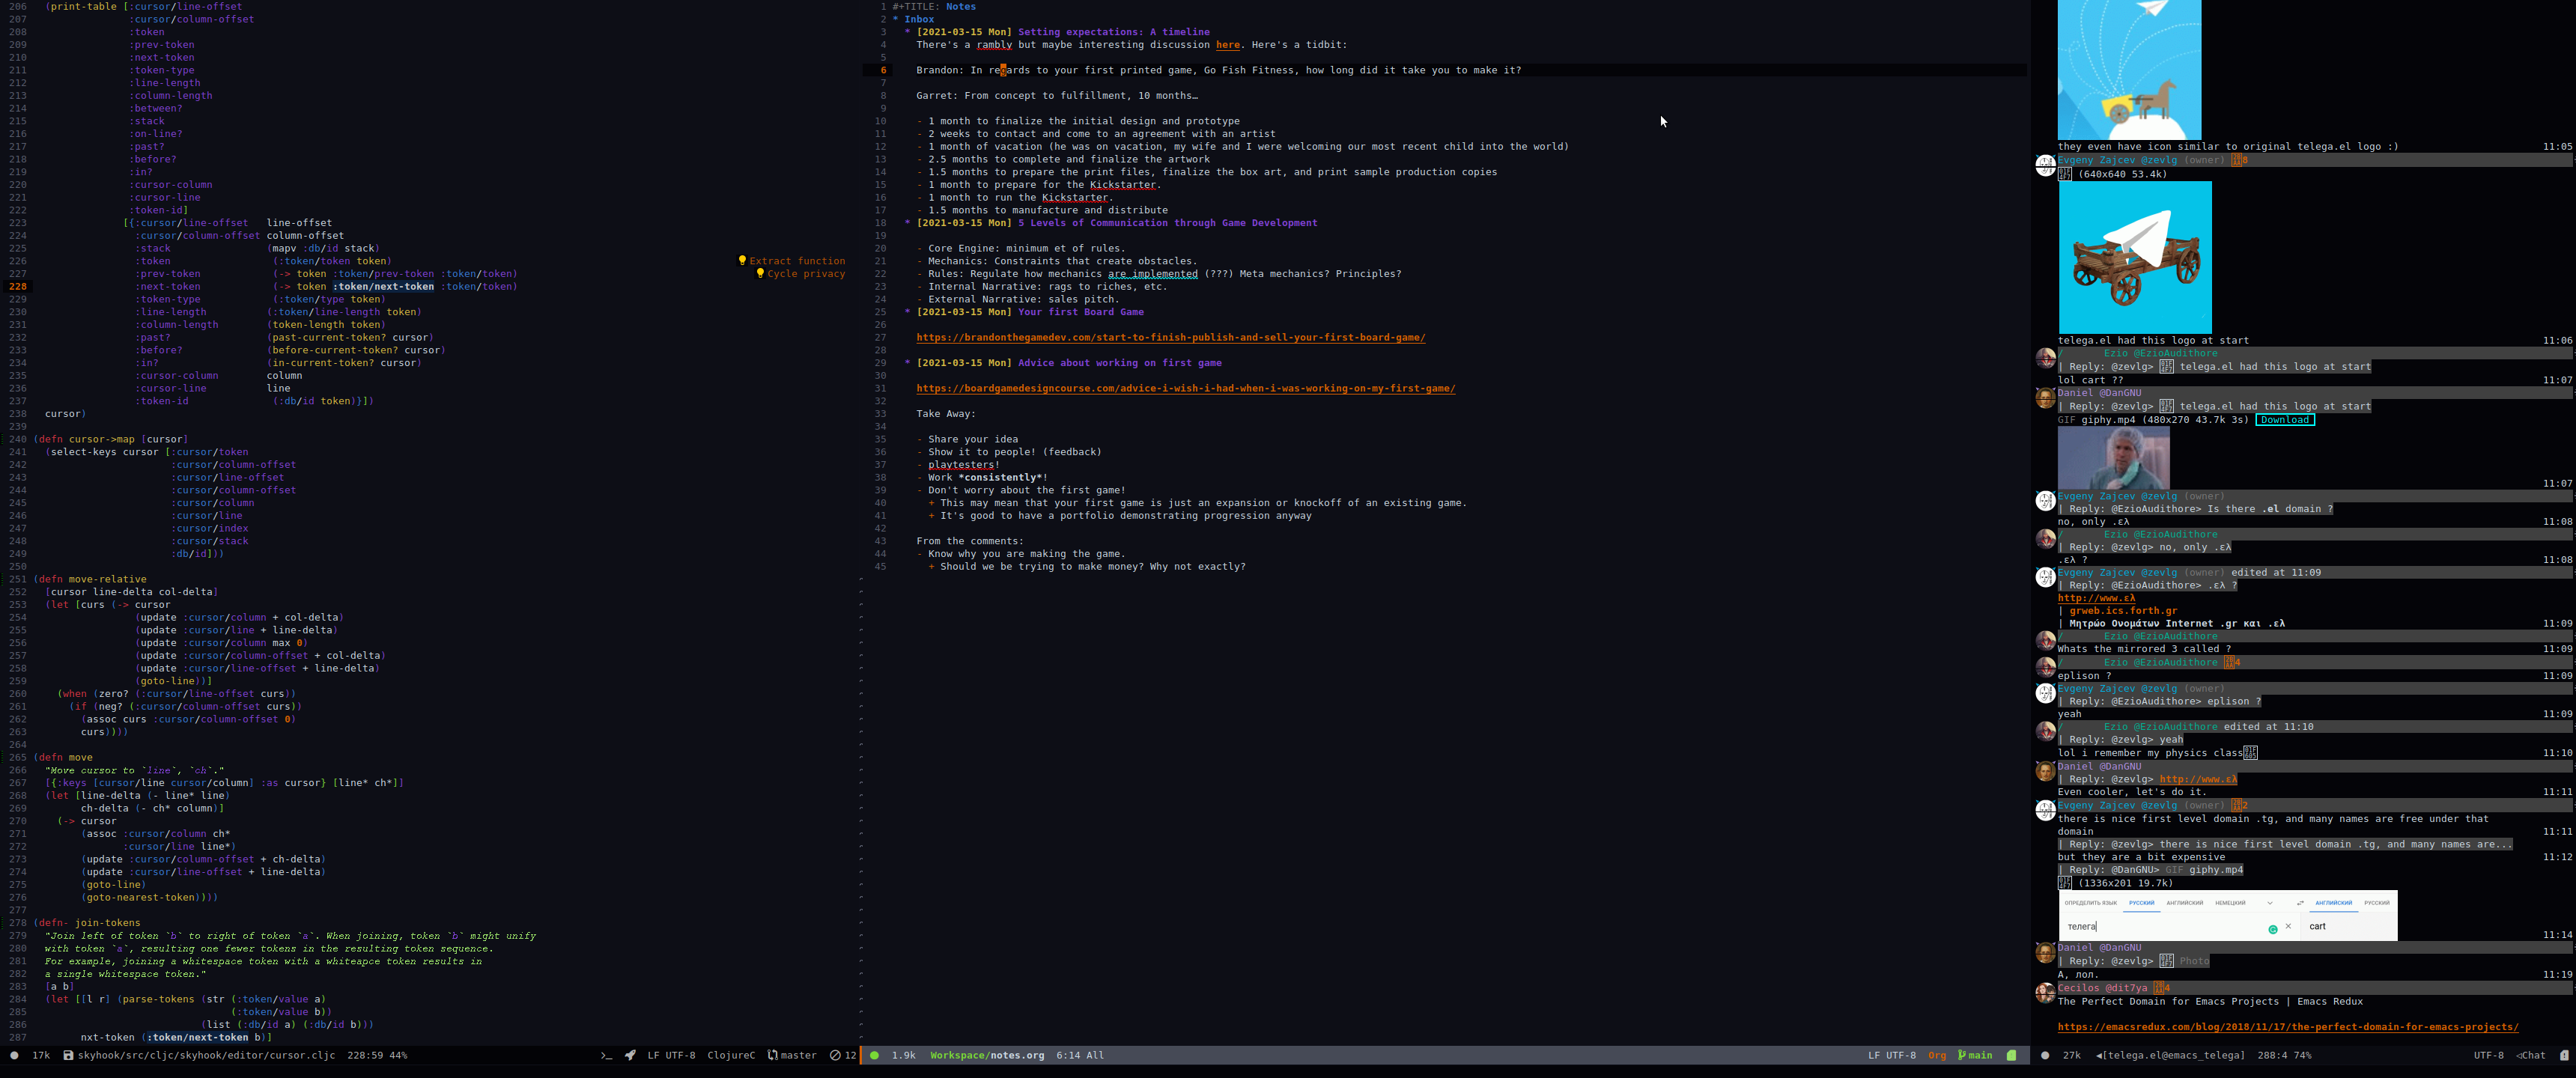 206 (print-table [:cursor/line-offset
207 :cursor/column-offset
208 :token
209 :prev-token
210 :next-token
211 :token-type
212 :line-length
213 :column-length
214 :between?
215 :stack
216 :on-line?
217 :past?
218 :before?
219 :in?
220 :cursor-column
221 :cursor-line
222 :token-id]
223 [{:cursor/line-offset line-offset
224 :cursor/column-offset column-offset
225 :stack (mapv :db/id stack)
226 :token (:token/token token)
Extract function
227 :prev-token (-> token :token/prev-token :token/token)
Cycle privacy
228 :next-token (-> token :token/next-token :token/token)
229 :token-type (:token/type token)
230 :line-length (:token/line-length token)
231 :column-length (token-length token)
232 :past? (past-current-token? cursor)
233 :before? (before-current-token? cursor)
234 :in? (in-current-token? cursor)
235 :cursor-column column
236 :cursor-line line
237 :token-id (:db/id token)}])
238 cursor)
239
240 (defn cursor->map [cursor]
241 (select-keys cursor [:cursor/token
242 :cursor/column-offset
243 :cursor/line-offset
244 :cursor/column-offset
245 :cursor/column
246 :cursor/line
247 :cursor/index
248 :cursor/stack
249 :db/id]))
250
251 (defn move-relative
252 [cursor line-delta col-delta]
253 (let [curs (-> cursor
254 (update :cursor/column + col-delta)
255 (update :cursor/line + line-delta)
256 (update :cursor/column max 0)
257 (update :cursor/column-offset + col-delta)
258 (update :cursor/line-offset + line-delta)
259 (goto-line))]
260 (when (zero? (:cursor/line-offset curs))
261 (if (neg? (:cursor/column-offset curs))
262 (assoc curs :cursor/column-offset 0)
263 curs))))
264
265 (defn move
266 "Move cursor to `line`, `ch`."
267 [{:keys [cursor/line cursor/column] :as cursor} [line* ch*]]
268 (let [line-delta (- line* line)
269 ch-delta (- ch* column)]
270 (-> cursor
271 (assoc :cursor/column ch*
272 :cursor/line line*)
273 (update :cursor/column-offset + ch-delta)
274 (update :cursor/line-offset + line-delta)
275 (goto-line)
276 (goto-nearest-token))))
277
278 (defn- join-tokens
279 "Join left of token `b` to right of token `a`. When joining, token `b` might unify
280 with token `a`, resulting one fewer tokens in the resulting token sequence.
281 For example, joining a whitespace token with a whiteapce token results in
282 a single whitespace token."
283 [a b]
284 (let [[l r] (parse-tokens (str (:token/value a)
285 (:token/value b))
286 (list (:db/id a) (:db/id b)))
287 nxt-token (:token/next-token b)]
17k skyhook/src/cljc/skyhook/editor/cursor.cljc 228:59 44% LF UTF-8 ClojureC master 12
1 #+TITLE: Notes
2 * Inbox
3 * [2021-03-15 Mon] Setting expectations: A timeline
4 There's a rambly but maybe interesting discussion here. Here's a tidbit:
5
6 Brandon: In regards to your first printed game, Go Fish Fitness, how long did it take you to make it?
7
8 Garret: From concept to fulfillment, 10 months…
9
10 - 1 month to finalize the initial design and prototype
11 - 2 weeks to contact and come to an agreement with an artist
12 - 1 month of vacation (he was on vacation, my wife and I were welcoming our most recent child into the world)
13 - 2.5 months to complete and finalize the artwork
14 - 1.5 months to prepare the print files, finalize the box art, and print sample production copies
15 - 1 month to prepare for the Kickstarter.
16 - 1 month to run the Kickstarter.
17 - 1.5 months to manufacture and distribute
18 * [2021-03-15 Mon] 5 Levels of Communication through Game Development
19
20 - Core Engine: minimum et of rules.
21 - Mechanics: Constraints that create obstacles.
22 - Rules: Regulate how mechanics are implemented (???) Meta mechanics? Principles?
23 - Internal Narrative: rags to riches, etc.
24 - External Narrative: sales pitch.
25 * [2021-03-15 Mon] Your first Board Game
26
27 https://brandonthegamedev.com/start-to-finish-publish-and-sell-your-first-board-game/
28
29 * [2021-03-15 Mon] Advice about working on first game
30
31 https://boardgamedesigncourse.com/advice-i-wish-i-had-when-i-was-working-on-my-first-game/
32
33 Take Away:
34
35 - Share your idea
36 - Show it to people! (feedback)
37 - playtesters!
38 - Work *consistently*!
39 - Don't worry about the first game!
40 + This may mean that your first game is just an expansion or knockoff of an existing game.
41 + It's good to have a portfolio demonstrating progression anyway
42
43 From the comments:
44 - Know why you are making the game.
45 + Should we be trying to make money? Why not exactly?
1.9k Workspace/notes.org 6:14 All LF UTF-8 Org main
they even have icon similar to original telega.el logo :) 11:05
Evgeny Zajcev @zevlg (owner) 8
(640x640 53.4k)
telega.el had this logo at start 11:06
/ Ezio @EzioAudithore
| Reply: @zevlg> telega.el had this logo at start
lol cart ?? 11:07
Daniel @DanGNU
| Reply: @zevlg> telega.el had this logo at start
GIF giphy.mp4 (480x270 43.7k 3s) Download
11:07
Evgeny Zajcev @zevlg (owner)
| Reply: @EzioAudithore> Is there .el domain ?
no, only .ελ 11:08
/ Ezio @EzioAudithore
| Reply: @zevlg> no, only .ελ
.ελ ? 11:08
Evgeny Zajcev @zevlg (owner) edited at 11:09
| Reply: @EzioAudithore> .ελ ?
http://www.ελ
| grweb.ics.forth.gr
| Μητρώο Ονομάτων Internet .gr και .ελ 11:09
/ Ezio @EzioAudithore
Whats the mirrored 3 called ? 11:09
/ Ezio @EzioAudithore 4
eplison ? 11:09
Evgeny Zajcev @zevlg (owner)
| Reply: @EzioAudithore> eplison ?
yeah 11:09
/ Ezio @EzioAudithore edited at 11:10
| Reply: @zevlg> yeah
lol i remember my physics class 11:10
Daniel @DanGNU
| Reply: @zevlg> http://www.ελ
Even cooler, let's do it. 11:11
Evgeny Zajcev @zevlg (owner) 2
there is nice first level domain .tg, and many names are free under that
domain 11:11
| Reply: @zevlg> there is nice first level domain .tg, and many names are...
but they are a bit expensive 11:12
| Reply: @DanGNU> GIF giphy.mp4
(1336x201 19.7k)
ОПРЕДЕЛИТЬ ЯЗЫК РУССКИЙ АНГЛИЙСКИЙ НЕМЕЦКИЙ АНГЛИЙСКИЙ РУССКИЙ
телега cart
11:14
Daniel @DanGNU
| Reply: @zevlg> Photo
А, лол. 11:19
Cecilos @dit7ya 4
The Perfect Domain for Emacs Projects | Emacs Redux
https://emacsredux.com/blog/2018/11/17/the-perfect-domain-for-emacs-projects/
27k ◀[telega.el@emacs_telega] 288:4 74% UTF-8 ◁Chat